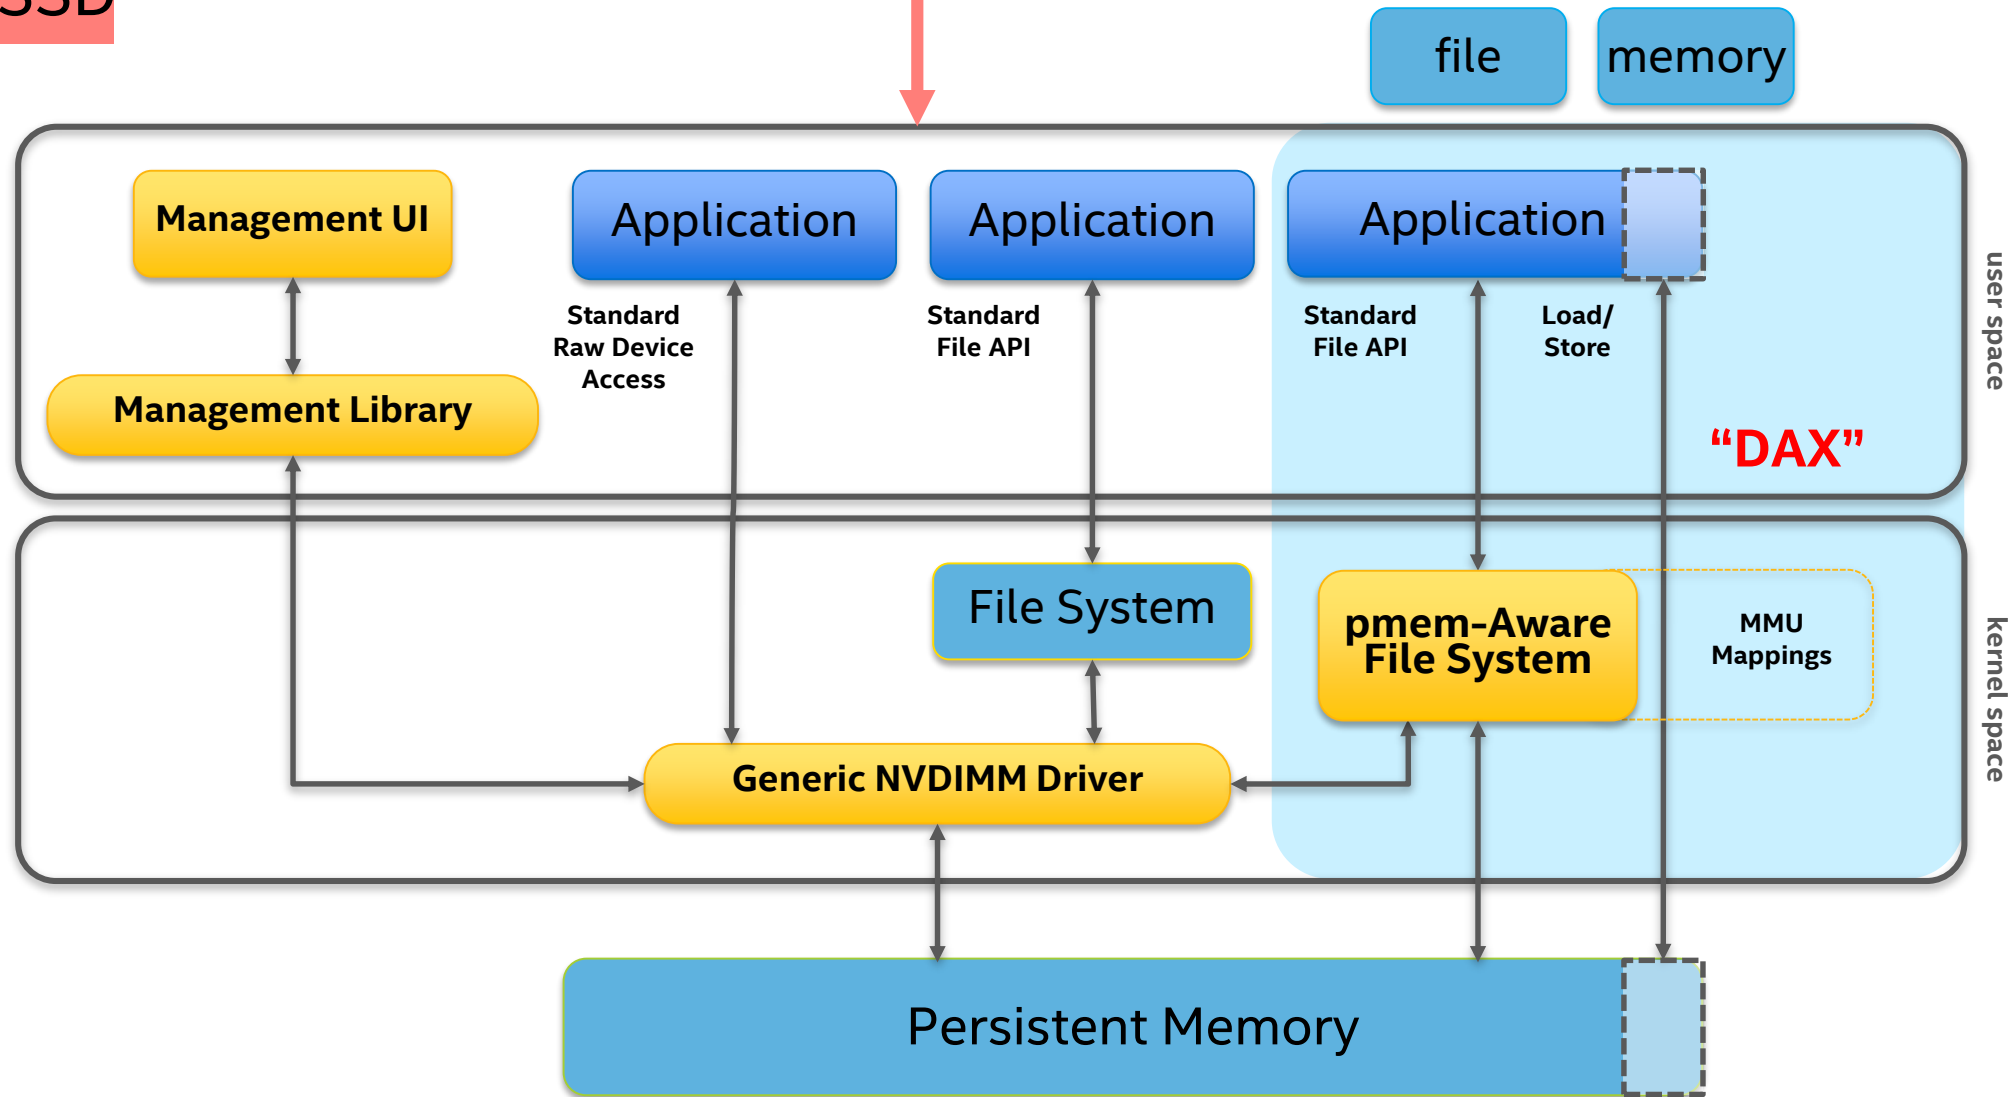 SSD
file
memory
Management UI
Application
Application
Application
Standard
Raw Device
Access
Standard
File API
Standard
File API
Load/
Store
user space
Management Library
“DAX”
File System
pmem-Aware
File System
MMU
Mappings
kernel space
Generic NVDIMM Driver
Persistent Memory